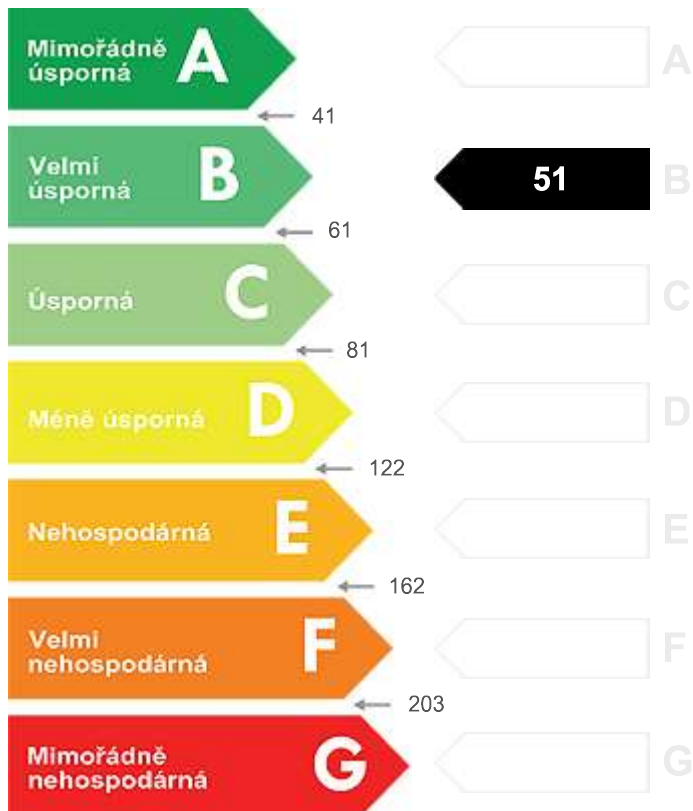 Mimořádně
úsporná
A
A
41
Velmi
úsporná
B
51
B
61
Úsporná
C
C
81
Méně úsporná
D
D
122
Nehospodárná
E
E
162
Velmi
nehospodárná
F
F
203
Mimořádně
nehospodárná
G
G